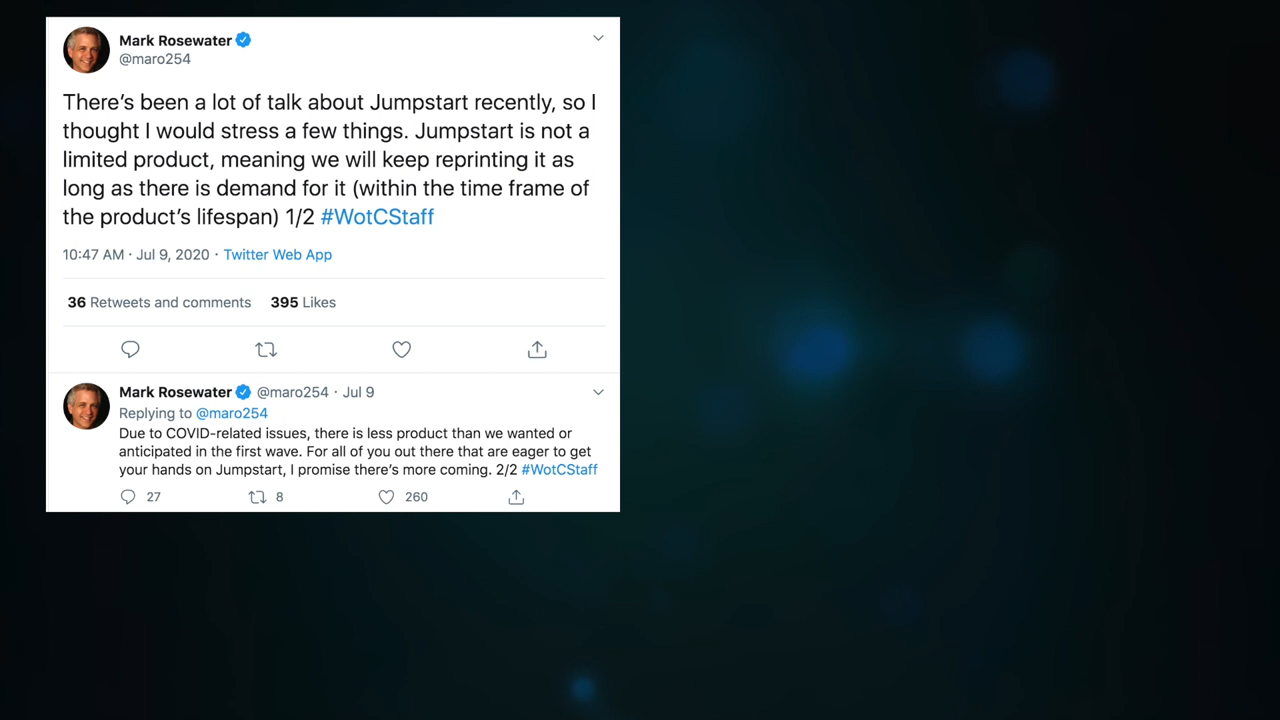 Mark Rosewater
@maro254
There’s been a lot of talk about Jumpstart recently, so I
thought I would stress a few things. Jumpstart is not a
limited product, meaning we will keep reprinting it as
long as there is demand for it (within the time frame of
the product’s lifespan) 1/2 #WotCStaff
10:47 AM · Jul 9, 2020 · Twitter Web App
36 Retweets and comments 395 Likes
Mark Rosewater @maro254 · Jul 9
Replying to @maro254
Due to COVID-related issues, there is less product than we wanted or
anticipated in the first wave. For all of you out there that are eager to get
your hands on Jumpstart, I promise there’s more coming. 2/2 #WotCStaff
27 8 260